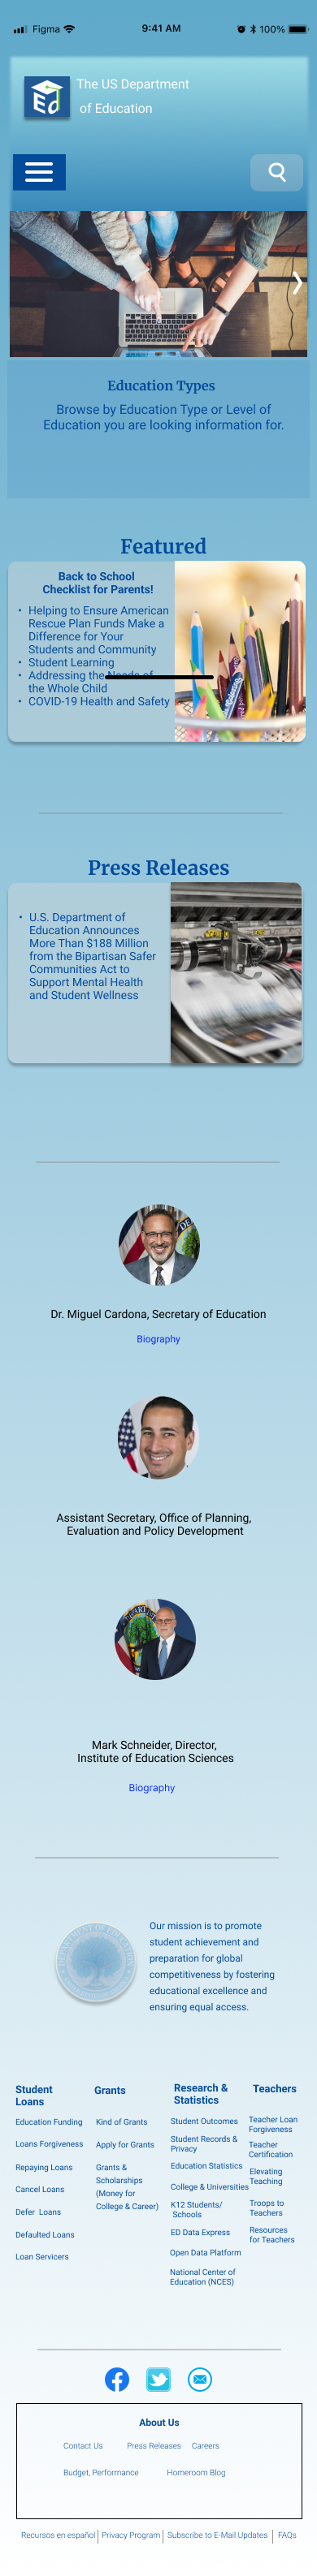 Figma 9:41 AM 100%
Ed
The US Department
of Education
Education Types
Browse by Education Type or Level of
Education you are looking information for.
Featured
Back to School
Checklist for Parents!
• Helping to Ensure American
Rescue Plan Funds Make a
Difference for Your
Students and Community
• Student Learning
• Addressing the Needs of
the Whole Child
• COVID-19 Health and Safety
Press Releases
• U.S. Department of
Education Announces
More Than $188 Million
from the Bipartisan Safer
Communities Act to
Support Mental Health
and Student Wellness
Dr. Miguel Cardona, Secretary of Education
Biography
Assistant Secretary, Office of Planning,
Evaluation and Policy Development
Mark Schneider, Director,
Institute of Education Sciences
Biography
Our mission is to promote
student achievement and
preparation for global
competitiveness by fostering
educational excellence and
ensuring equal access.
Student
Loans
Education Funding
Loans Forgiveness
Repaying Loans
Cancel Loans
Defer Loans
Defaulted Loans
Loan Servicers
Grants
Kind of Grants
Apply for Grants
Grants &
Scholarships
(Money for
College & Career)
Research &
Statistics
Student Outcomes
Student Records &
Privacy
Education Statistics
College & Universities
K12 Students/
Schools
ED Data Express
Open Data Platform
National Center of
Education (NCES)
Teachers
Teacher Loan
Forgiveness
Teacher
Certification
Elevating
Teaching
Troops to
Teachers
Resources
for Teachers
About Us
Contact Us Press Releases Careers
Budget, Performance Homeroom Blog
Recursos en español | Privacy Program | Subscribe to E-Mail Updates | FAQs